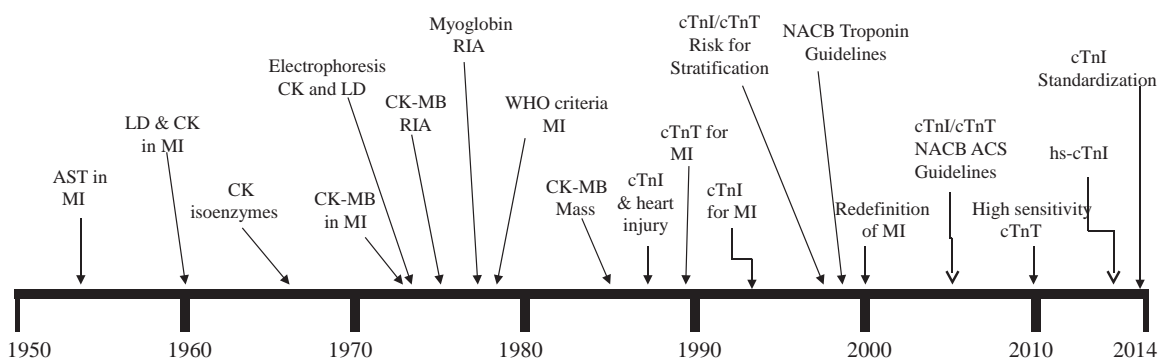 AST in
MI
LD & CK
in MI
CK
isoenzymes
Electrophoresis
CK and LD
CK-MB
in MI
CK-MB
RIA
Myoglobin
RIA
WHO criteria
MI
CK-MB
Mass
cTnI
& heart
injury
cTnT for
MI
cTnI
for MI
cTnI/cTnT
Risk for
Stratification
NACB Troponin
Guidelines
Redefinition
of MI
cTnI/cTnT
NACB ACS
Guidelines
High sensitivity
cTnT
hs-cTnI
cTnI
Standardization
1950
1960
1970
1980
1990
2000
2010
2014